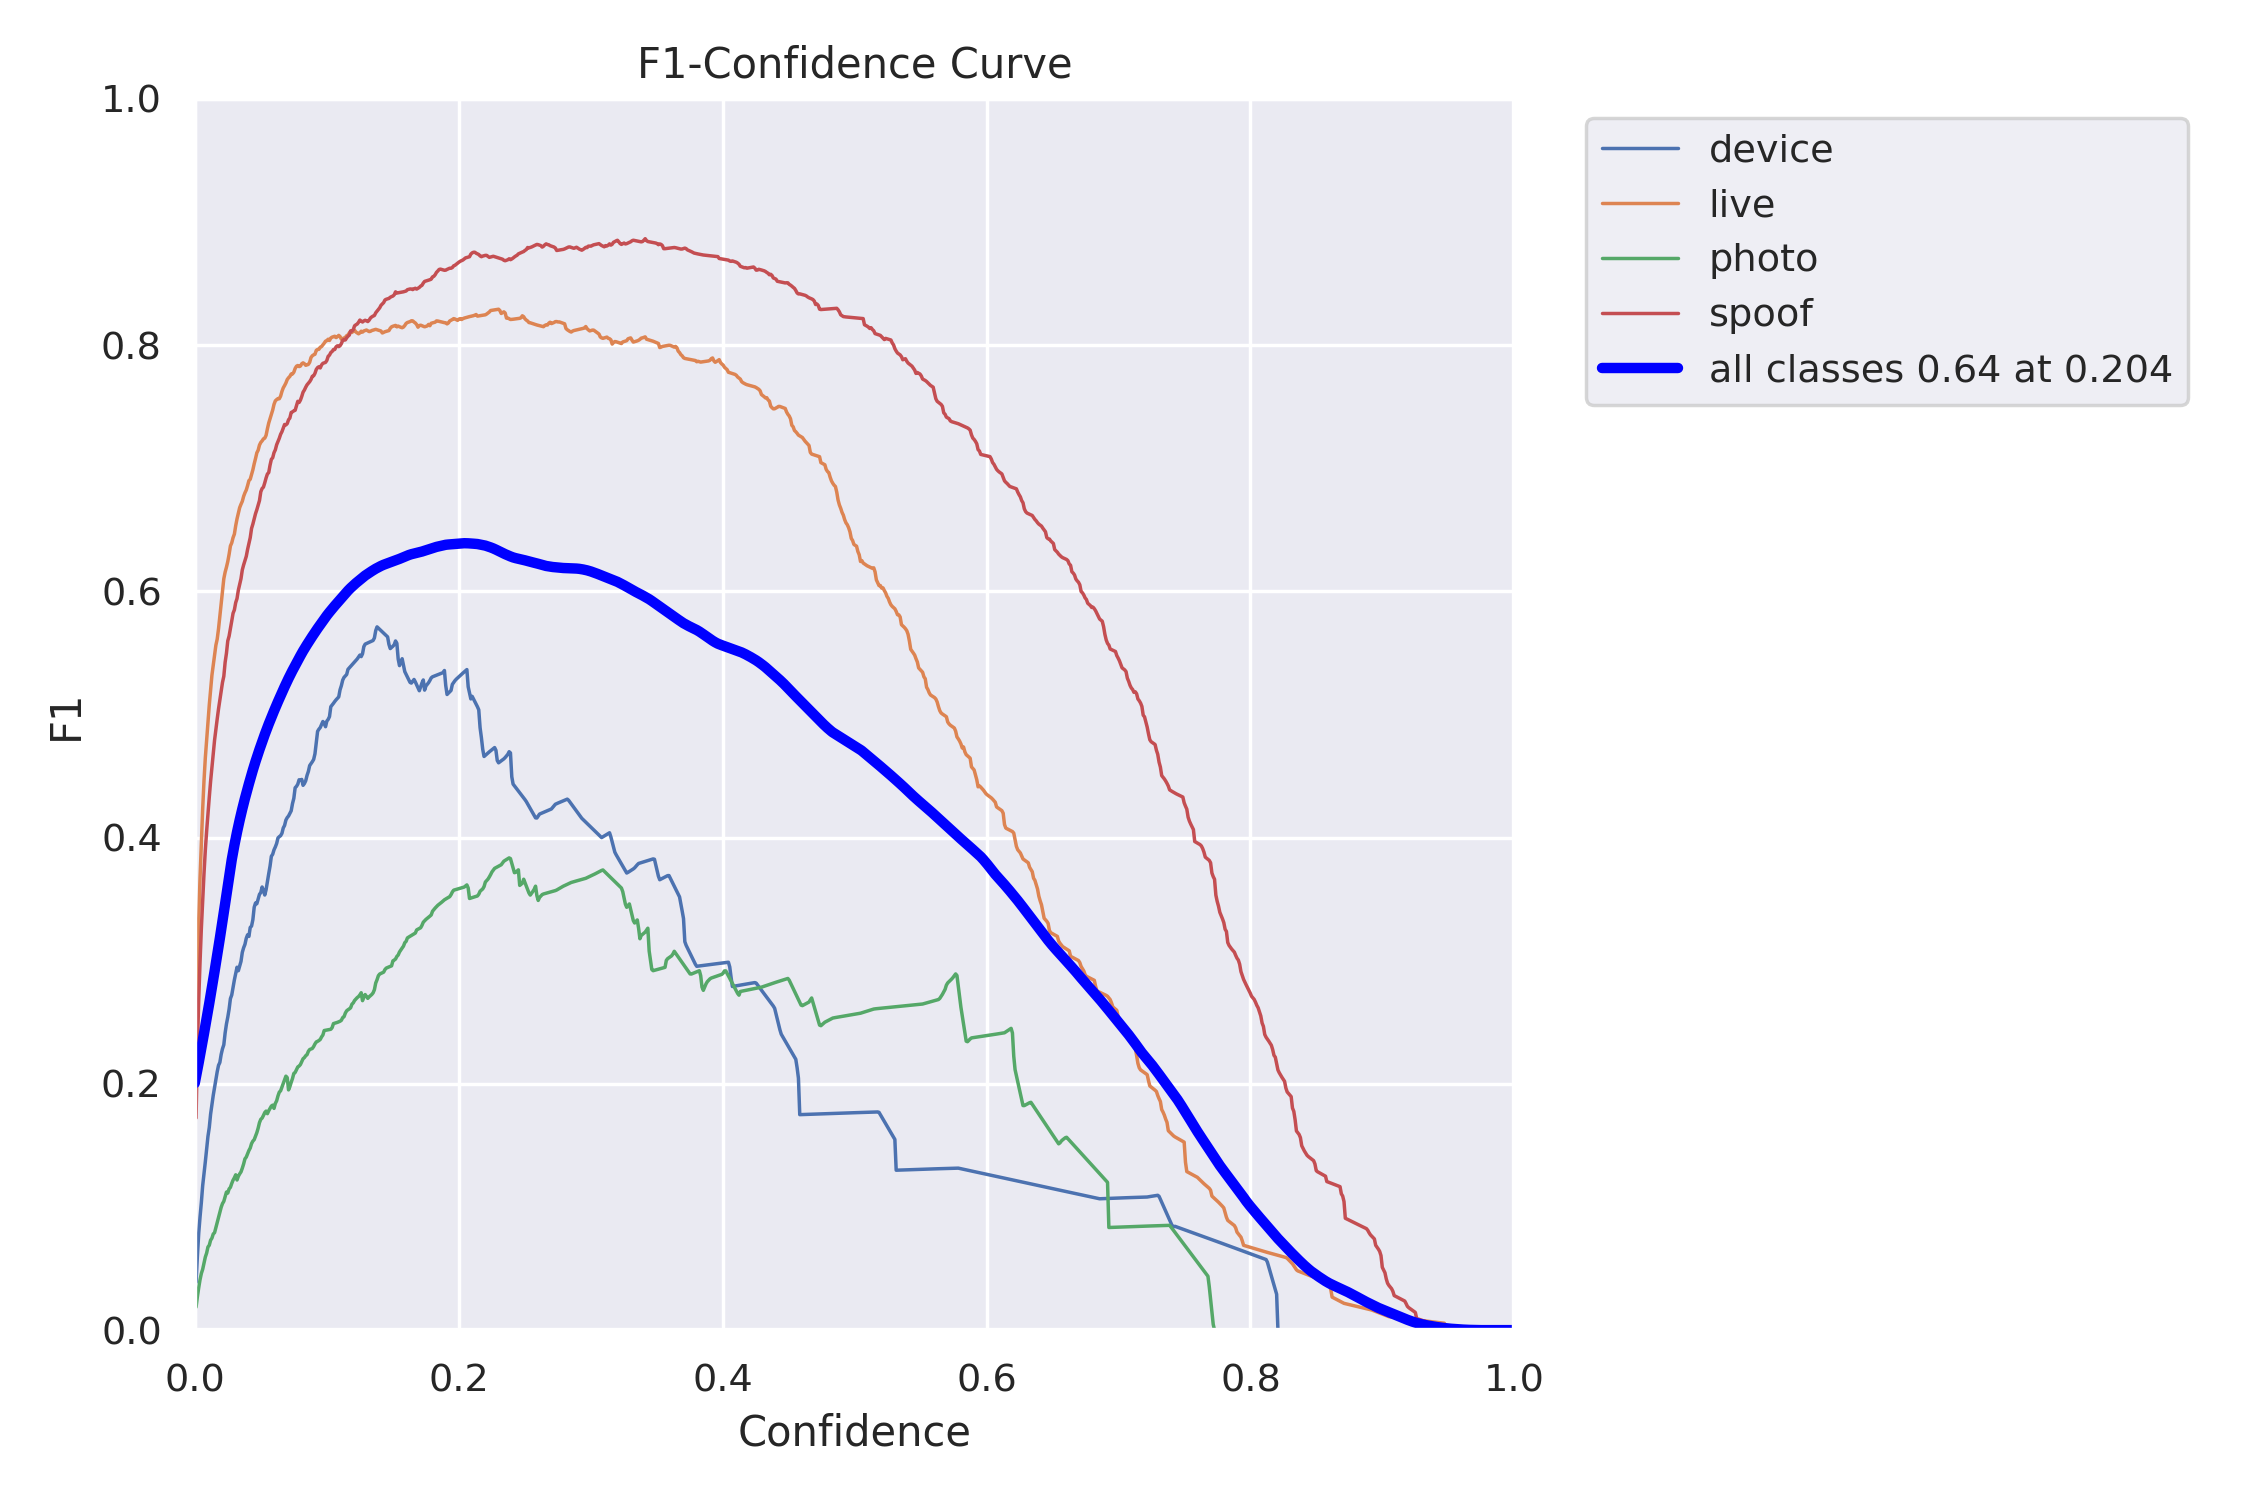 F1-Confidence Curve
1.0
0.8
0.6
0.4
0.2
0.0
F1
0.0 0.2 0.4 0.6 0.8 1.0
Confidence
device
live
photo
spoof
all classes 0.64 at 0.204